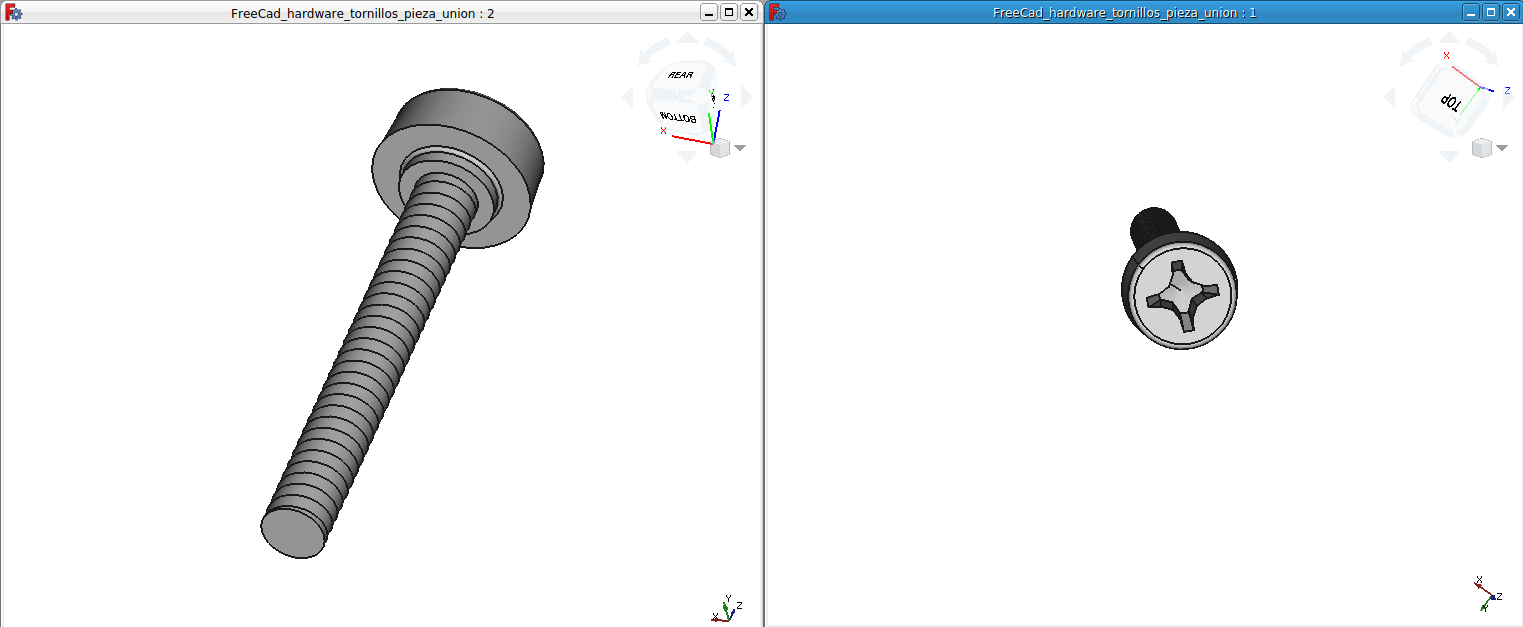 FreeCad_hardware_tornillos_pieza_union : 2
FreeCad_hardware_tornillos_pieza_union : 1
REAR
BOTTOM
X
Y
Z
X
TOP
Y
Z
Y
Z
X
X
Z
Y